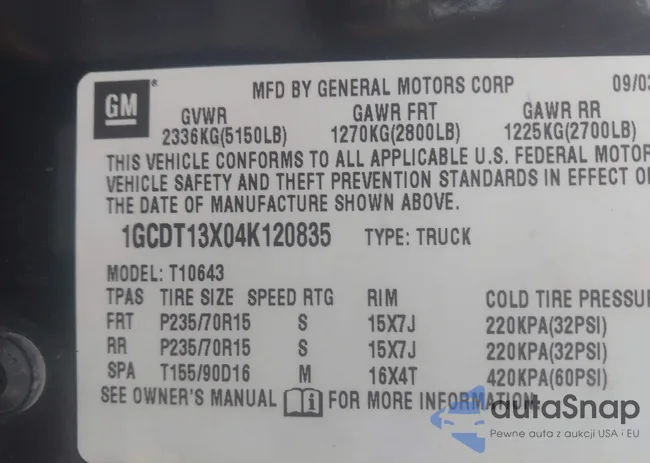 GM ®
MFD BY GENERAL MOTORS CORP 09/03
GVWR GAWR FRT GAWR RR
2336KG(5150LB) 1270KG(2800LB) 1225KG(2700LB)
THIS VEHICLE CONFORMS TO ALL APPLICABLE U.S. FEDERAL MOTOR
VEHICLE SAFETY AND THEFT PREVENTION STANDARDS IN EFFECT O
THE DATE OF MANUFACTURE SHOWN ABOVE.
1GCDT13X04K120835 TYPE: TRUCK
MODEL: T10643
TPAS TIRE SIZE SPEED RTG RIM COLD TIRE PRESSU
FRT P235/70R15 S 15X7J 220KPA(32PSI)
RR P235/70R15 S 15X7J 220KPA(32PSI)
SPA T155/90D16 M 16X4T 420KPA(60PSI)
SEE OWNER'S MANUAL i FOR MORE INFORMATION
autoSnap
Pewne auta z aukcji USA i EU